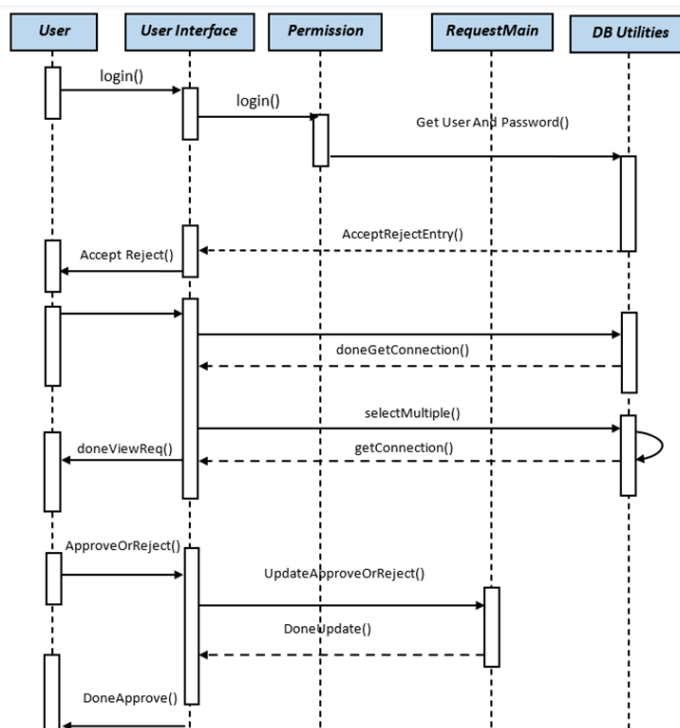 User
User Interface
Permission
RequestMain
DB Utilities
login()
login()
Get User And Password()
AcceptRejectEntry()
Accept Reject()
doneGetConnection()
selectMultiple()
doneViewReq()
getConnection()
ApproveOrReject()
UpdateApproveOrReject()
DoneUpdate()
DoneApprove()